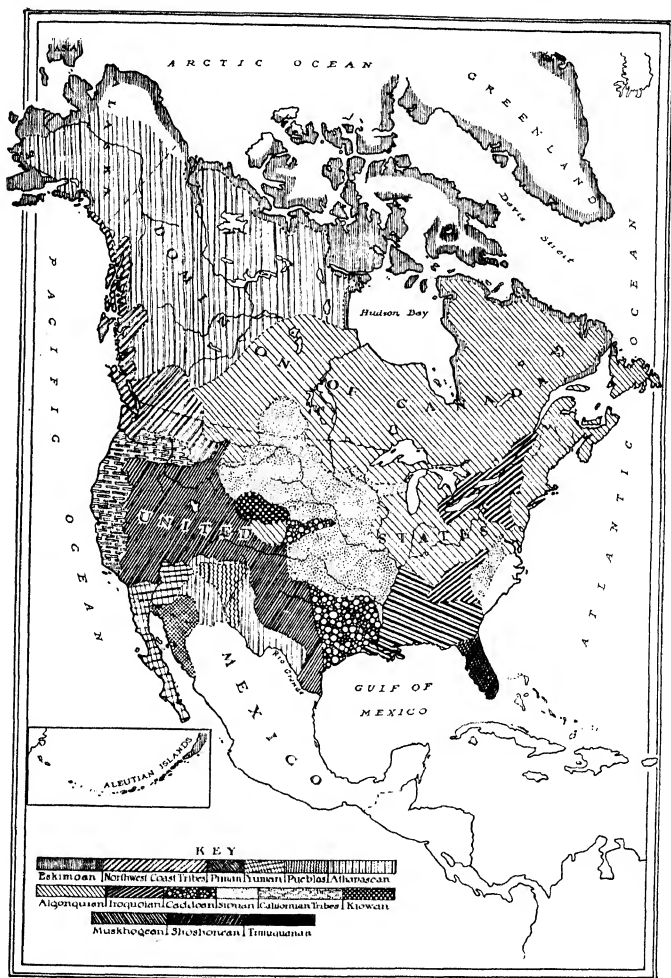 ASIA
ARCTIC OCEAN
GREENLAND
ALASKA
Davis Strait
DOMINION OF CANADA
Hudson Bay
PACIFIC OCEAN
ATLANTIC OCEAN
UNITED STATES
MEXICO
Rio Grande
GULF OF
MEXICO
ALEUTIAN ISLANDS
KEY
Eskimoan Northwest Coast Tribes Piman Yuman Pueblos Athapascan
Algonquian Iroquoian Caddoan Siouan Californian Tribes Kiowan
Muskhogean Shoshonean Timuquanan